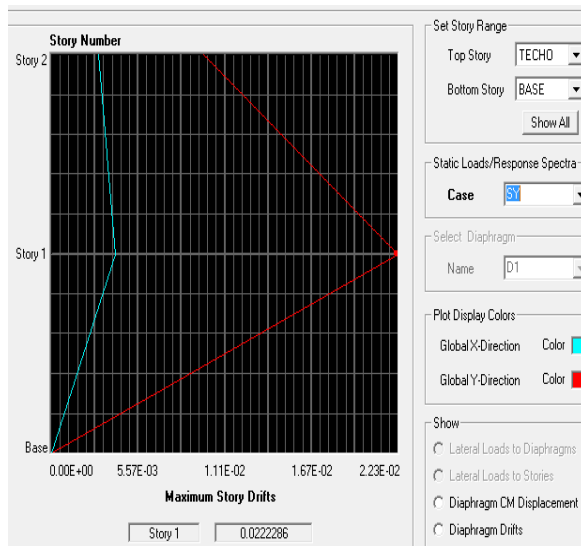 Story Number
Story 2
Story 1
Base
0.00E+00 5.57E-03 1.11E-02 1.67E-02 2.23E-02
Maximum Story Drifts
Story 1 0.0222286
Set Story Range
Top Story TECHO
Bottom Story BASE
Show All
Static Loads/Response Spectra
Case SY
Select Diaphragm
Name D1
Plot Display Colors
Global X-Direction Color
Global Y-Direction Color
Show
Lateral Loads to Diaphragms
Lateral Loads to Stories
Diaphragm CM Displacement
Diaphragm Drifts